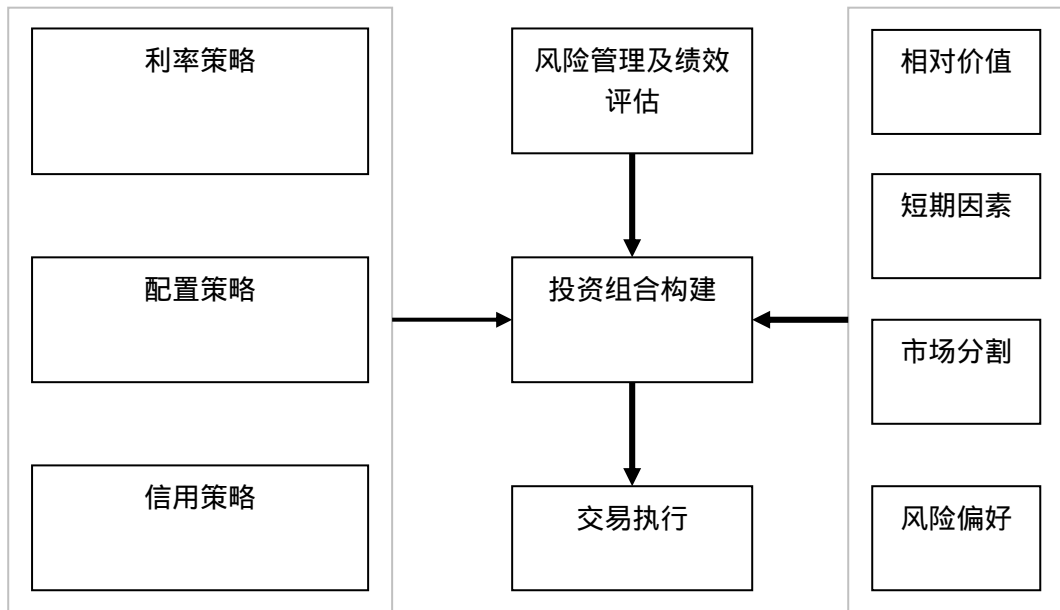 利率策略
配置策略
信用策略
风险管理及绩效
评估
投资组合构建
交易执行
相对价值
短期因素
市场分割
风险偏好